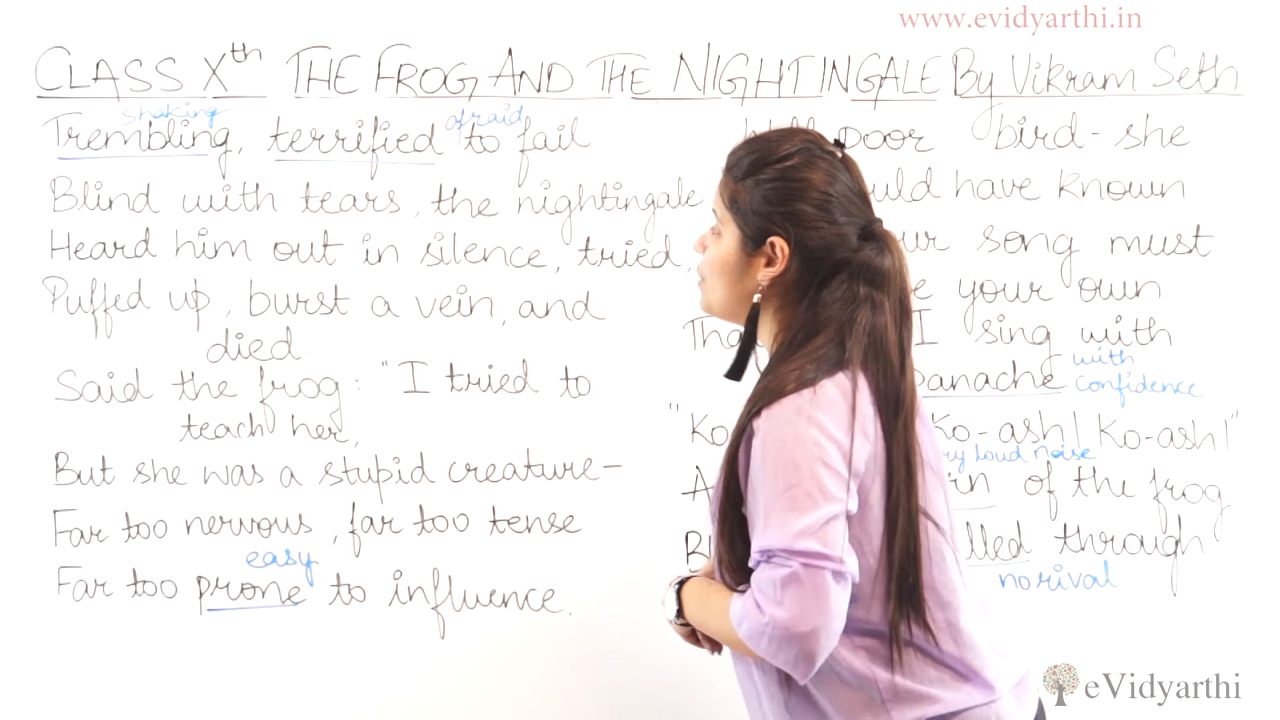 www.evidyarthi.in
CLASS Xth THE FROG AND THE NIGHTINGALE By Vikram Seth
shaking afraid
Trembling, terrified to fail
Blind with tears, the nightingale
Heard him out in silence, tried,
Puffed up, burst a vein, and
died.
Said the frog: "I tried to
teach her,
But she was a stupid creature-
Far too nervous, far too tense
easy
Far too prone to influence.
poor bird-she
have known
song must
your own
I sing with
with
panache confidence
"Ko Ko-ash! Ko-ash!"
loud noise
of the frog
through
no rival
eVidyarthi